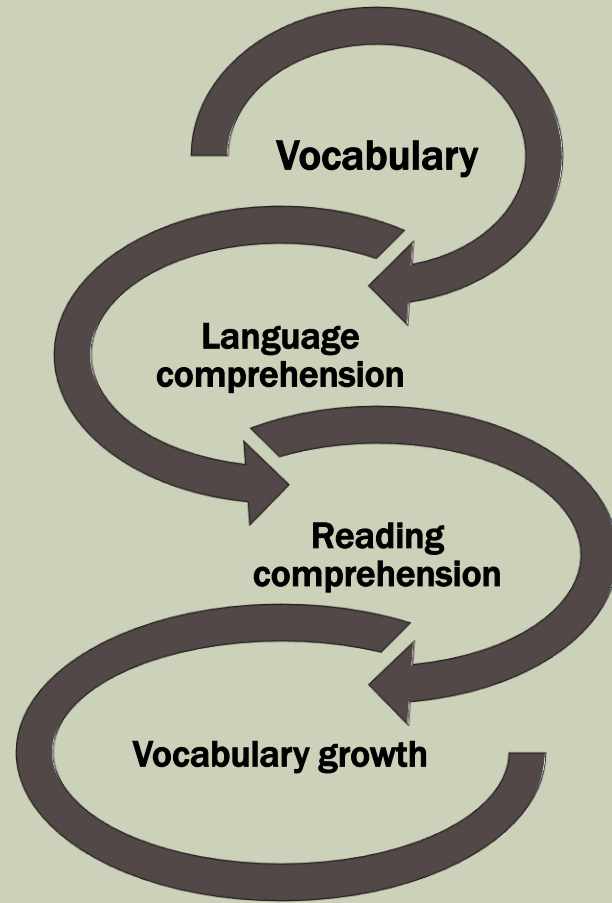 Vocabulary
Language
comprehension
Reading
comprehension
Vocabulary growth